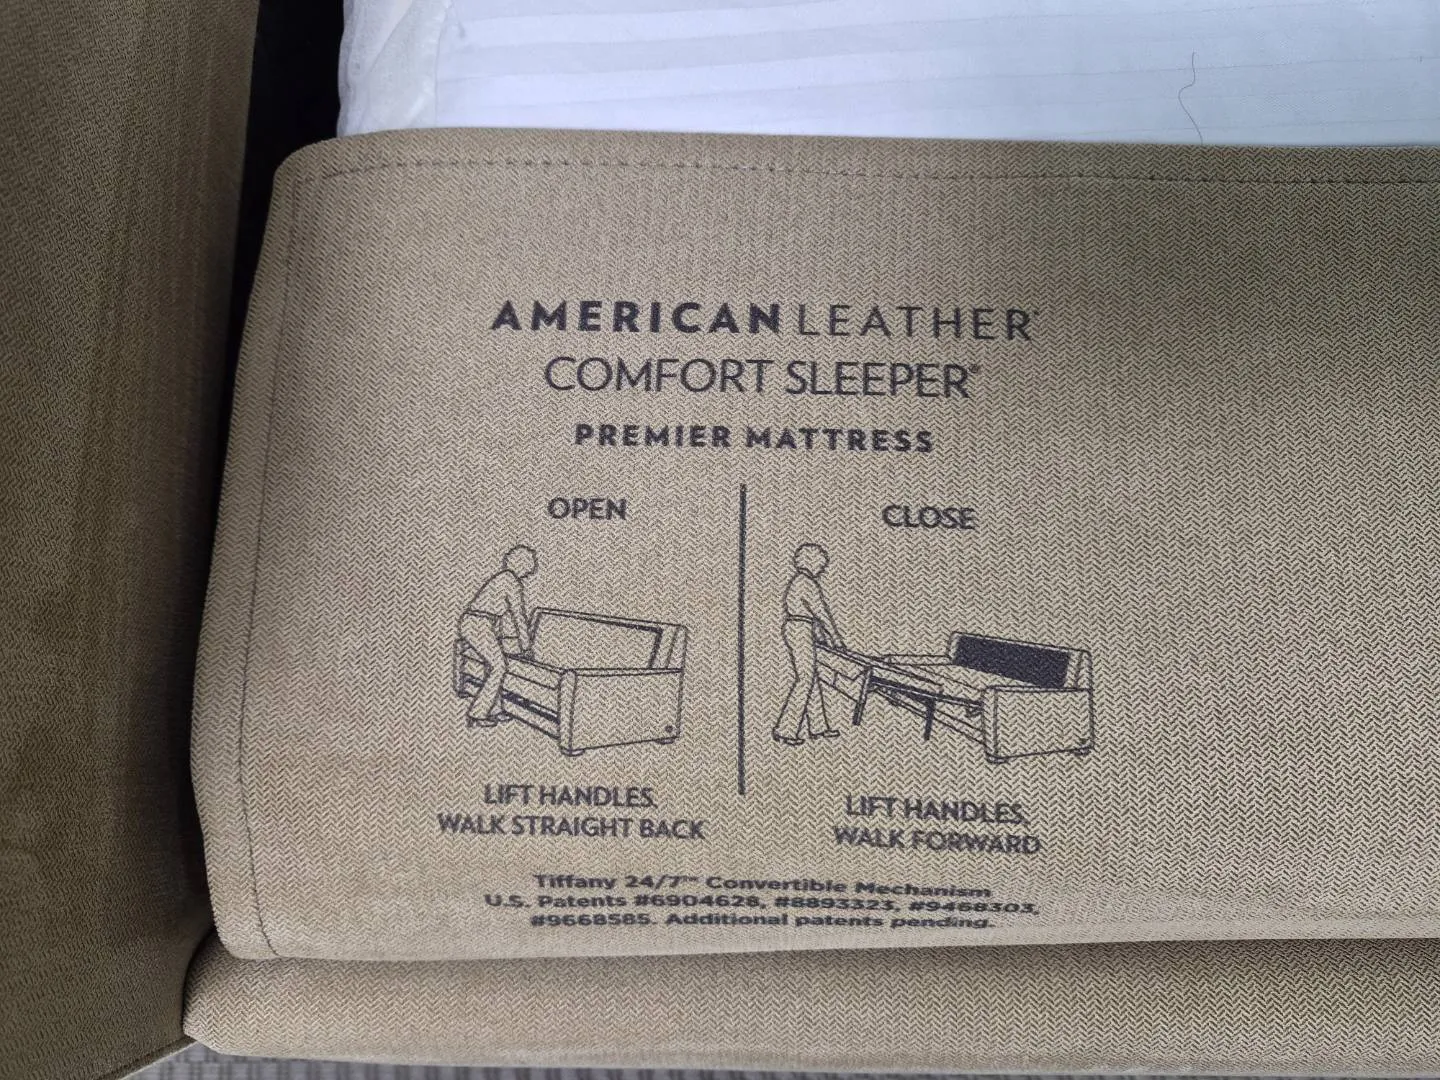 AMERICAN LEATHER®
COMFORT SLEEPER®
PREMIER MATTRESS
OPEN
CLOSE
LIFT HANDLES,
WALK STRAIGHT BACK
LIFT HANDLES,
WALK FORWARD
Tiffany 24/7™ Convertible Mechanism
U.S. Patents #6904628, #8893323, #9468303,
#9668585. Additional patents pending.